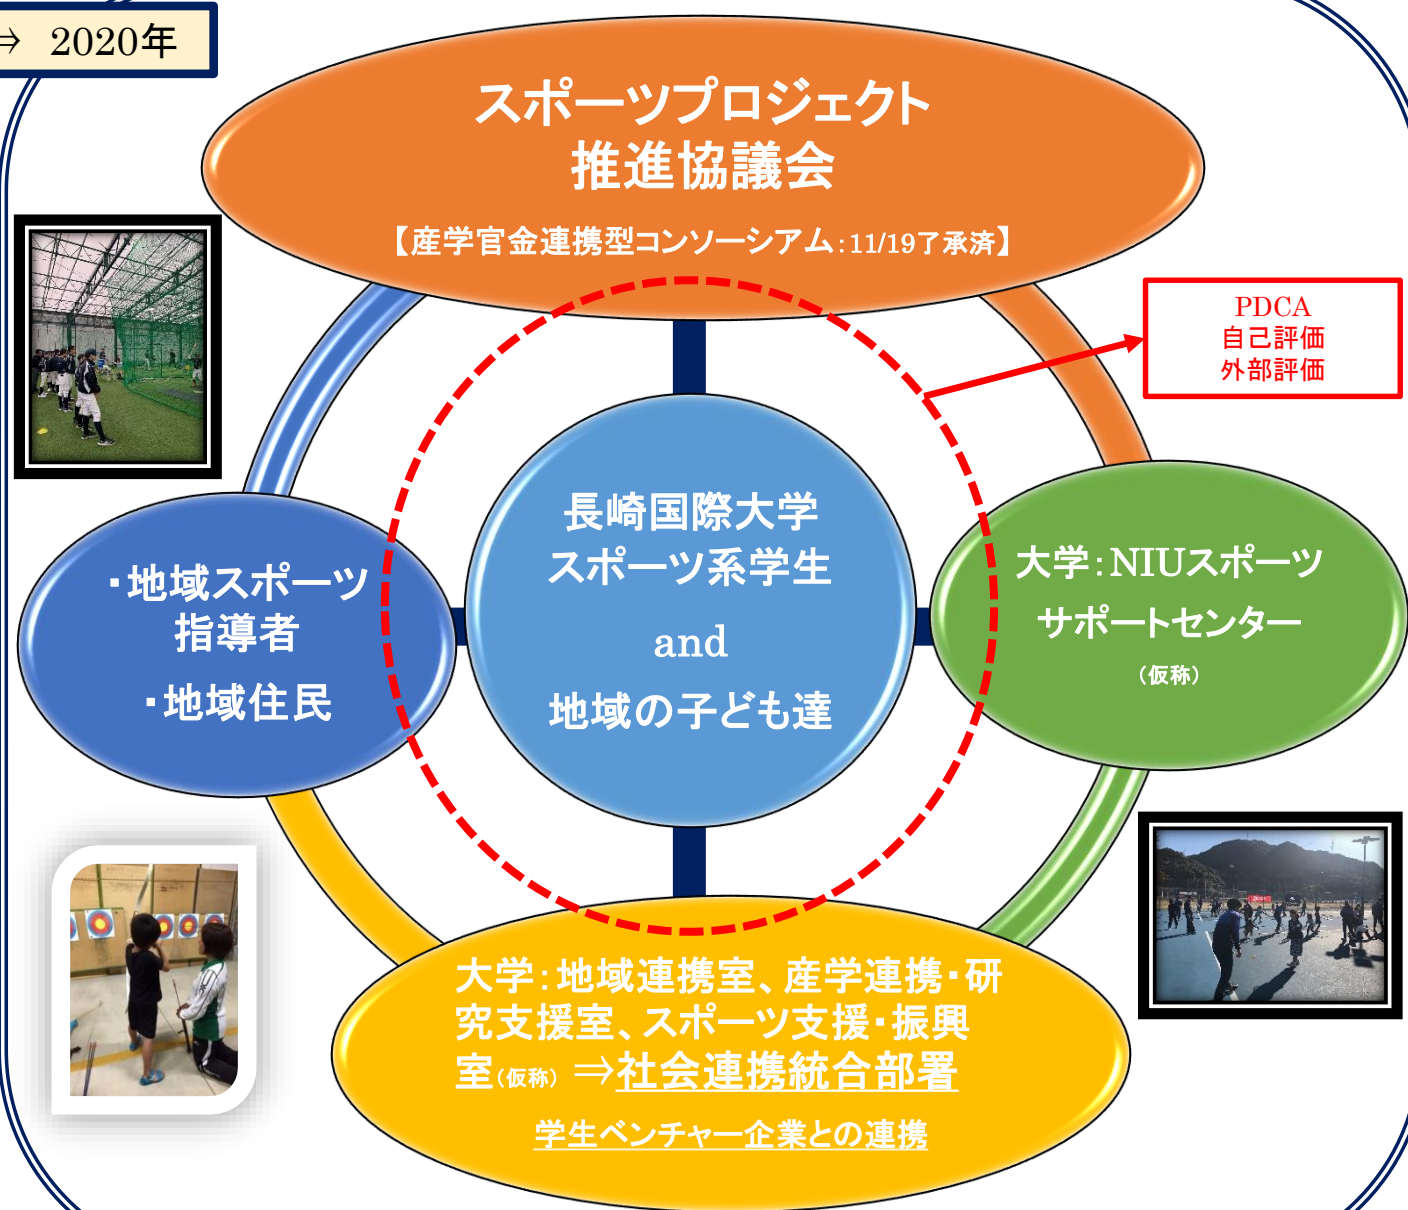 ⇒ 2020年
スポーツプロジェクト
推進協議会
【産学官金連携型コンソーシアム：11/19了承済】
PDCA
自己評価
外部評価
長崎国際大学
スポーツ系学生
and
地域の子ども達
・地域スポーツ
指導者
・地域住民
大学：NIUスポーツ
サポートセンター
（仮称）
大学：地域連携室、産学連携・研
究支援室、スポーツ支援・振興
室（仮称） ⇒社会連携統合部署
学生ベンチャー企業との連携